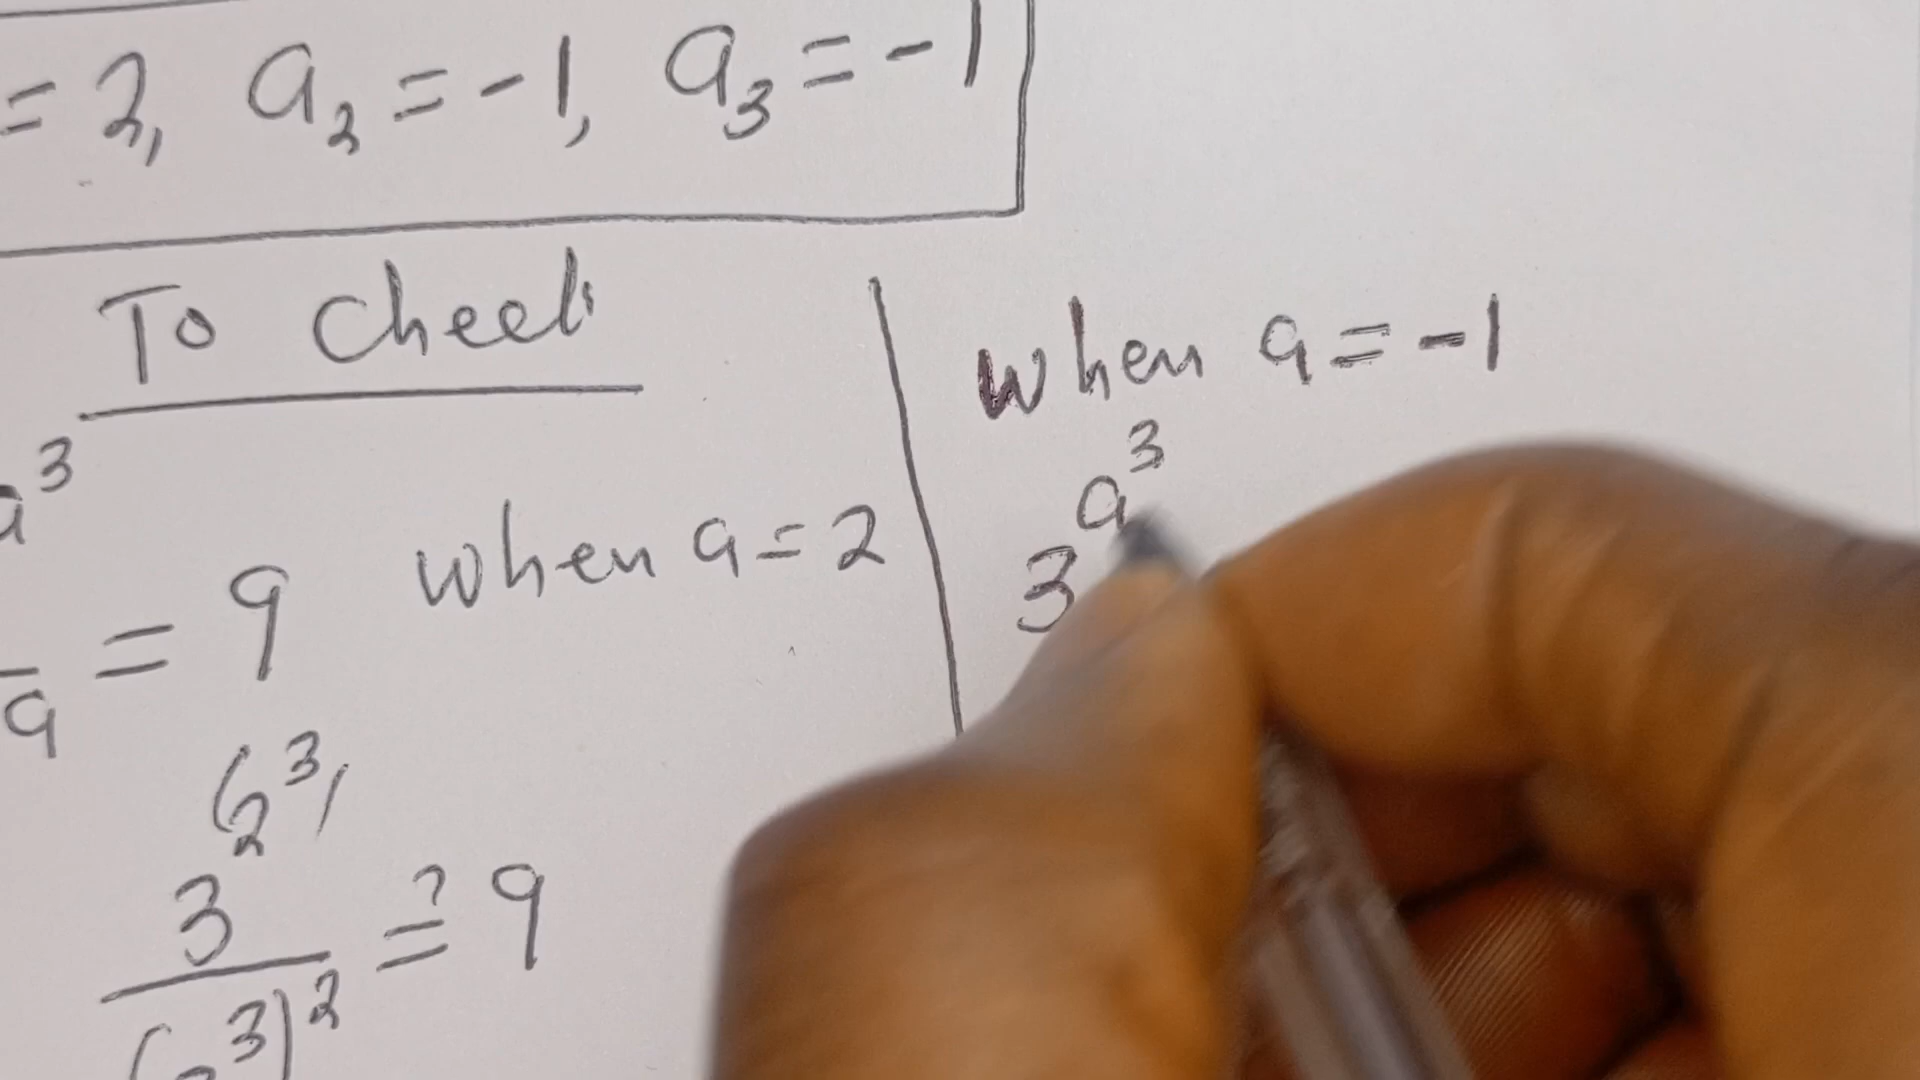 = 2, a₂ = -1, a₃ = -1
To Check
a³
= 9 when a = 2
a
(2³)
3
=? 9
(2³)²
When a = -1
3^a³